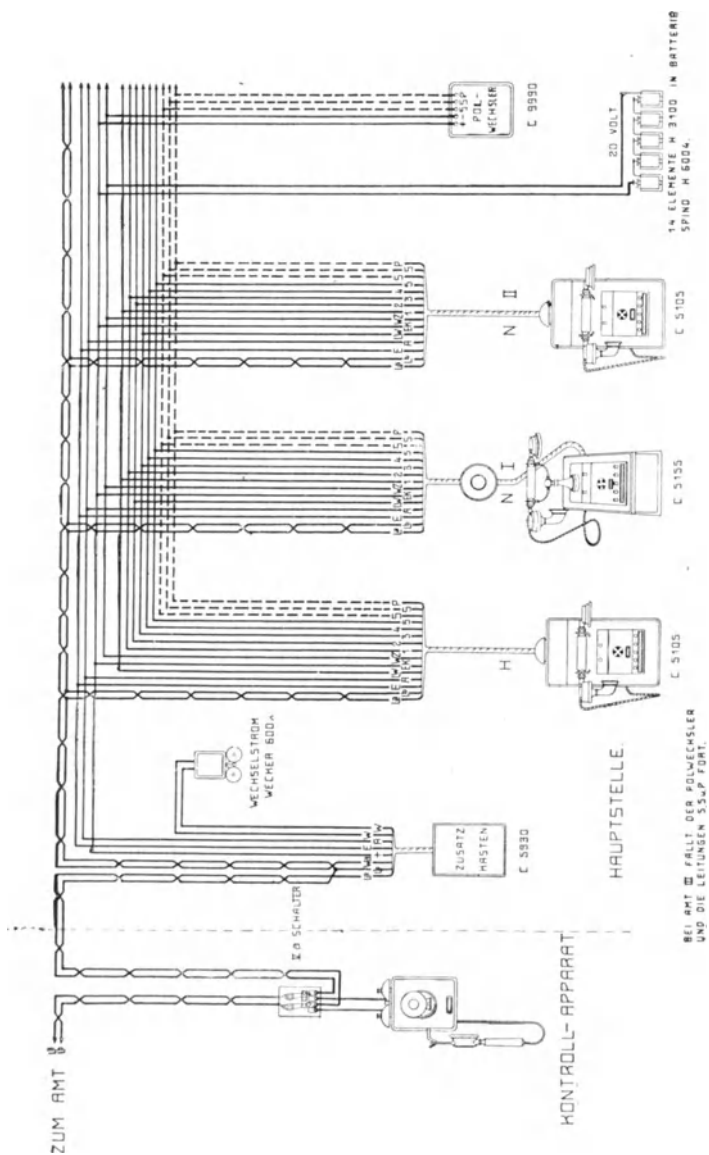 ZUM AMT
KONTROLL-APPARAT
SCHALTER
ZUSATZ
KASTEN
C 5930
WECHSELSTROM
WECKER 600Ω
HAUPTSTELLE.
H
C 5105
N I
C 5155
N II
C 5105
POL-
WECHSLER
C 9990
20 VOLT
14 ELEMENTE H 3100 IN BATTERIE
SPIND H 6004.
BEI AMT III FÄLLT DER POLWECHSLER
UND DIE LEITUNGEN S,S u P FORT.